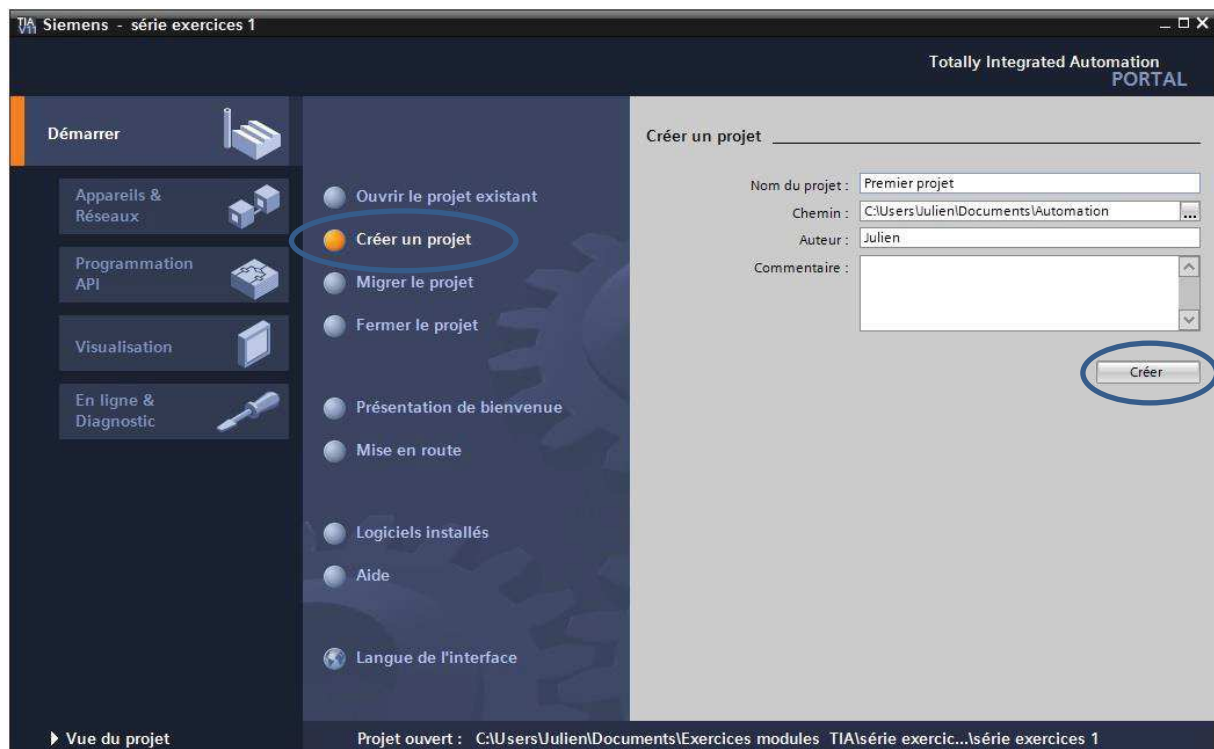 TIA V11 Siemens - série exercices 1
Totally Integrated Automation
PORTAL
Démarrer
Appareils &
Réseaux
Programmation
API
Visualisation
En ligne &
Diagnostic
Vue du projet
Ouvrir le projet existant
Créer un projet
Migrer le projet
Fermer le projet
Présentation de bienvenue
Mise en route
Logiciels installés
Aide
Langue de l'interface
Créer un projet
Nom du projet : Premier projet
Chemin : C:\Users\Julien\Documents\Automation ...
Auteur : Julien
Commentaire :
Créer
Projet ouvert : C:\Users\Julien\Documents\Exercices modules TIA\série exercic...\série exercices 1